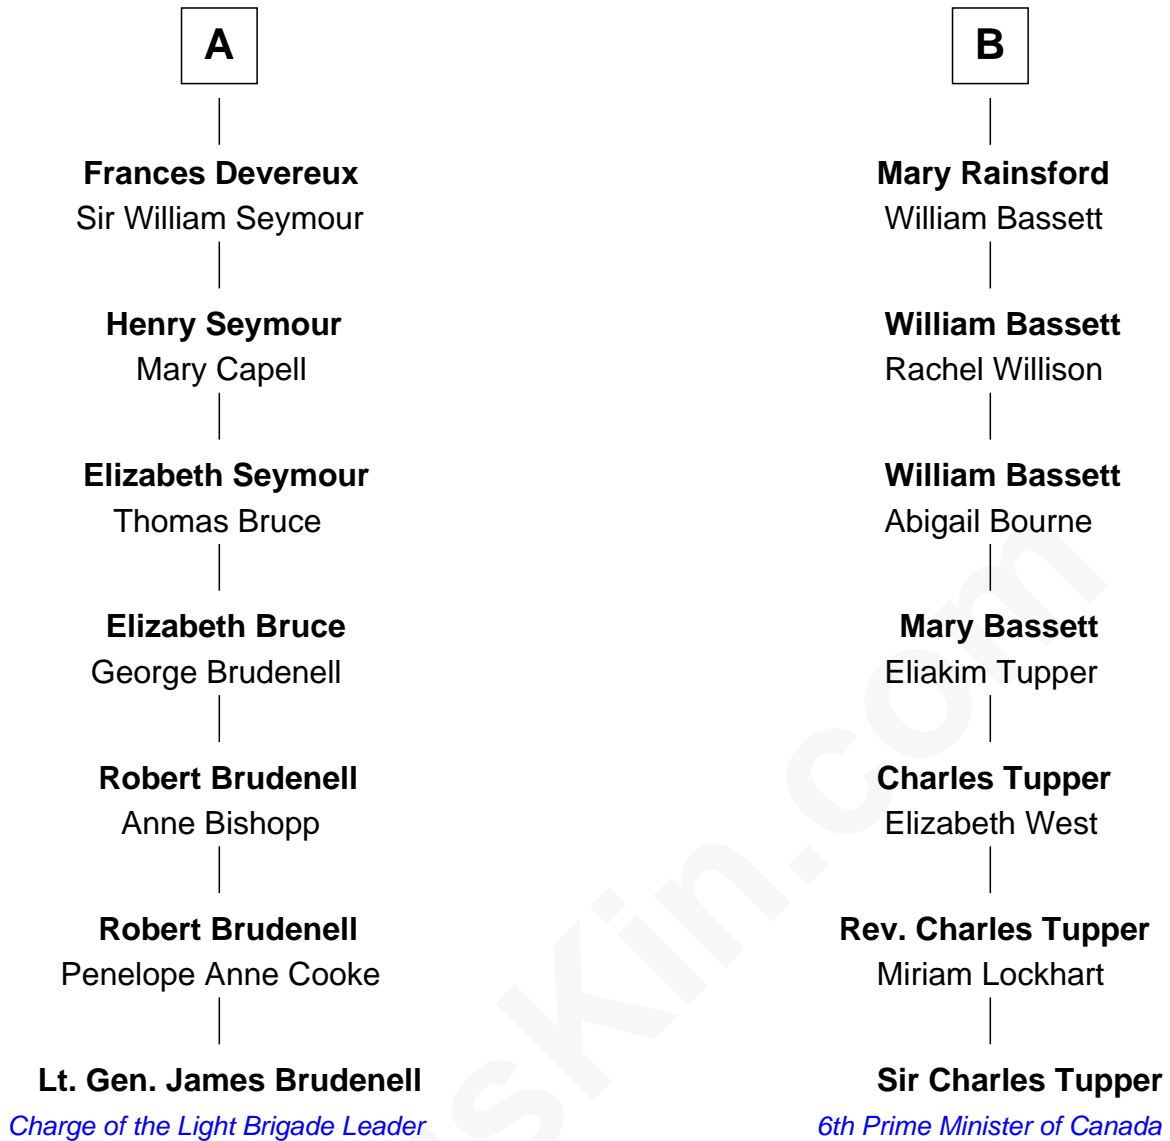 A
Frances Devereux
Sir William Seymour
Henry Seymour
Mary Capell
Elizabeth Seymour
Thomas Bruce
Elizabeth Bruce
George Brudenell
Robert Brudenell
Anne Bishopp
Robert Brudenell
Penelope Anne Cooke
Lt. Gen. James Brudenell
Charge of the Light Brigade Leader
B
Mary Rainsford
William Bassett
William Bassett
Rachel Willison
William Bassett
Abigail Bourne
Mary Bassett
Eliakim Tupper
Charles Tupper
Elizabeth West
Rev. Charles Tupper
Miriam Lockhart
Sir Charles Tupper
6th Prime Minister of Canada
sKin.com